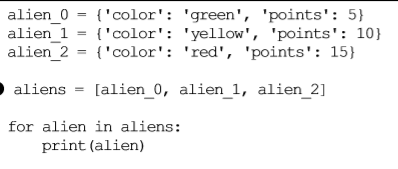 alien_0 = {'color': 'green', 'points': 5}
alien_1 = {'color': 'yellow', 'points': 10}
alien_2 = {'color': 'red', 'points': 15}
aliens = [alien_0, alien_1, alien_2]
for alien in aliens:
    print(alien)